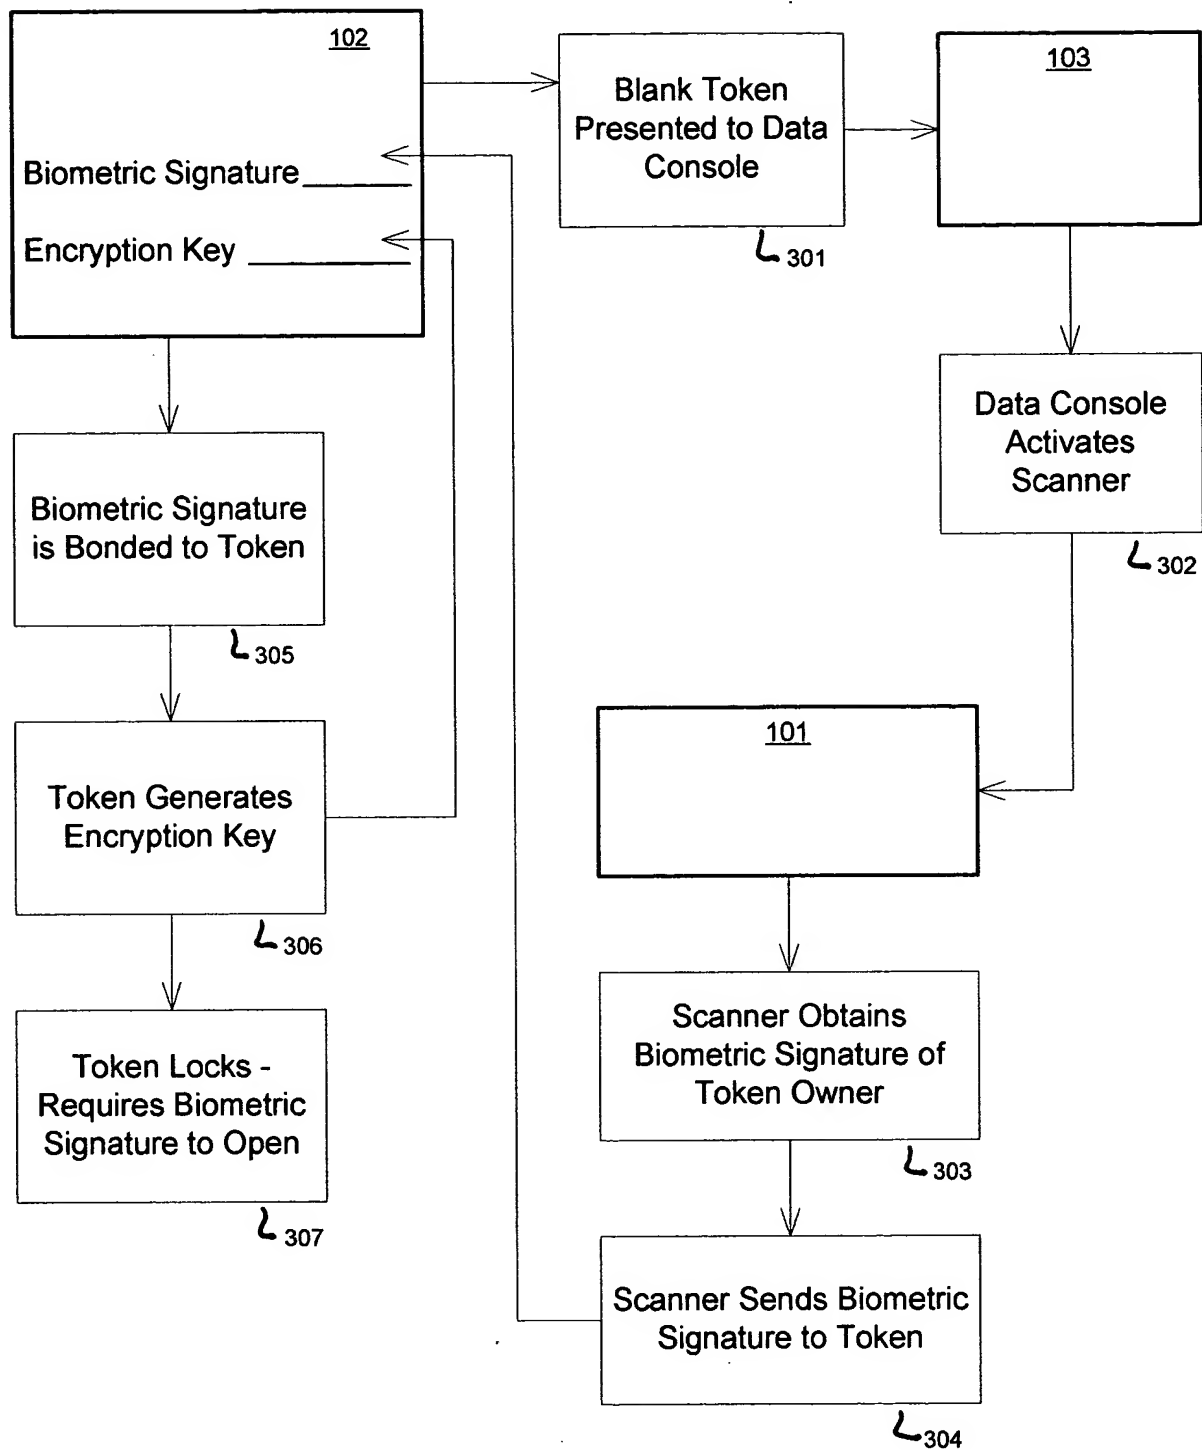 102
Biometric Signature
Encryption Key
Blank Token
Presented to Data
Console
301
103
Data Console
Activates
Scanner
302
101
Scanner Obtains
Biometric Signature of
Token Owner
303
Scanner Sends Biometric
Signature to Token
304
Biometric Signature
is Bonded to Token
305
Token Generates
Encryption Key
306
Token Locks -
Requires Biometric
Signature to Open
307